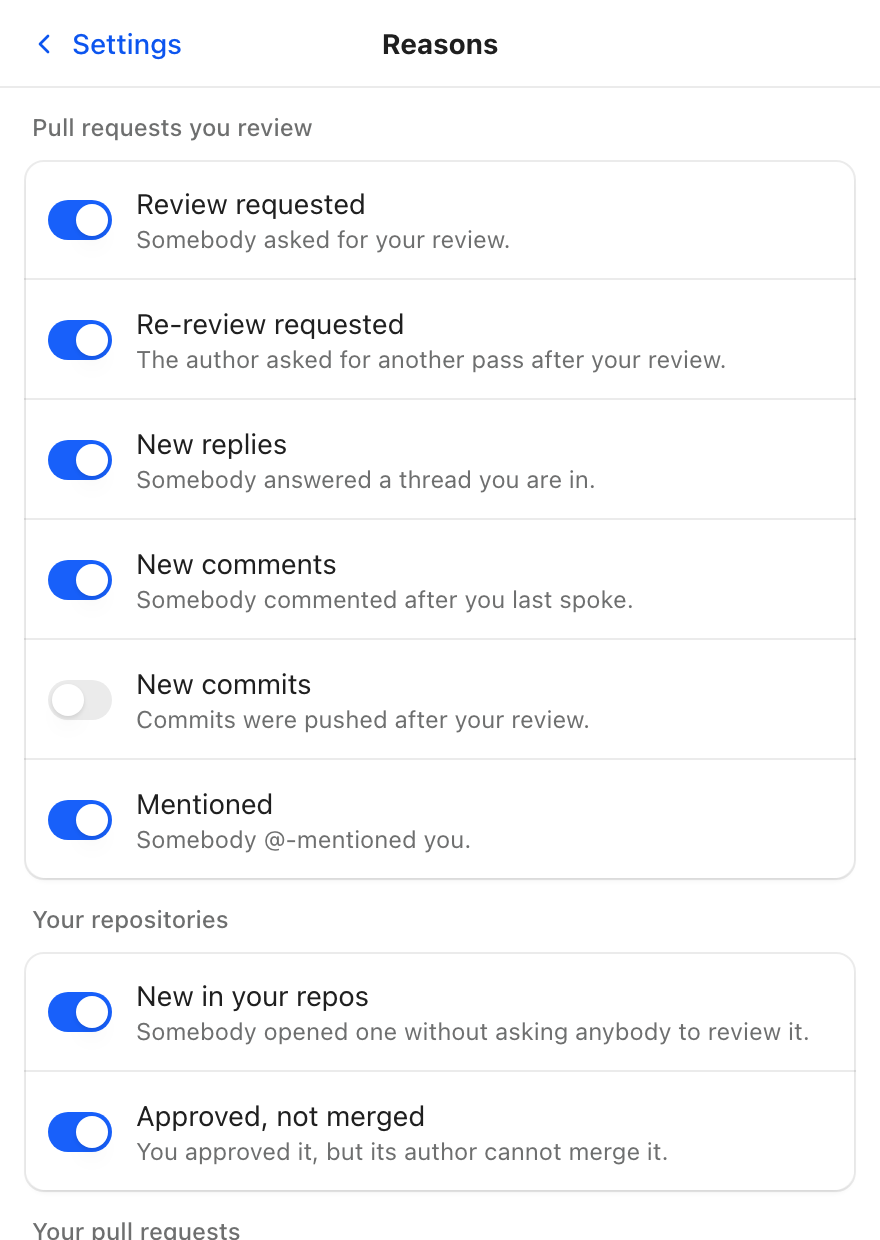 Settings
Reasons
Pull requests you review
Review requested
Somebody asked for your review.
Re-review requested
The author asked for another pass after your review.
New replies
Somebody answered a thread you are in.
New comments
Somebody commented after you last spoke.
New commits
Commits were pushed after your review.
Mentioned
Somebody @-mentioned you.
Your repositories
New in your repos
Somebody opened one without asking anybody to review it.
Approved, not merged
You approved it, but its author cannot merge it.
Your pull requests